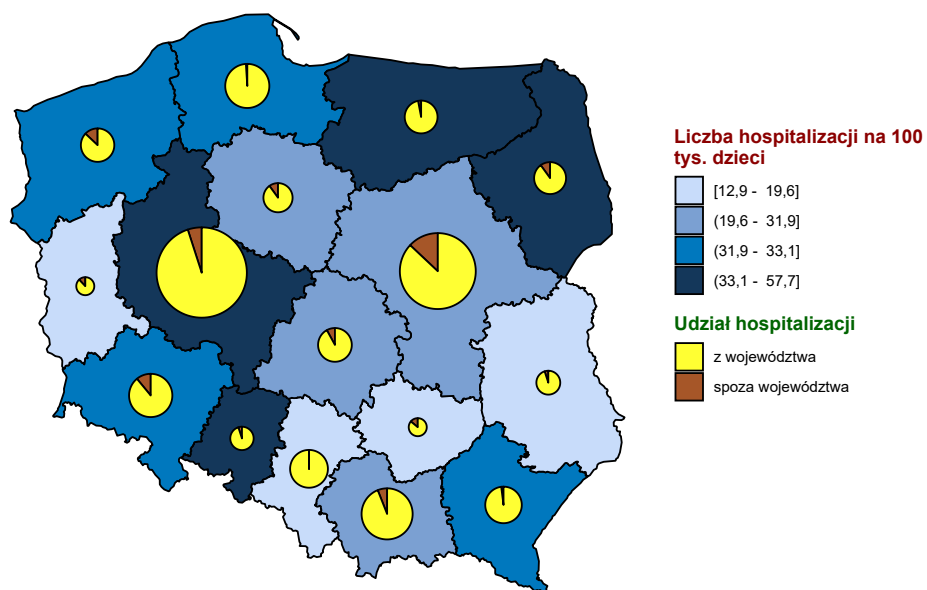 Liczba hospitalizacji na 100
tys. dzieci
[12,9 - 19,6]
(19,6 - 31,9]
(31,9 - 33,1]
(33,1 - 57,7]
Udział hospitalizacji
z województwa
spoza województwa